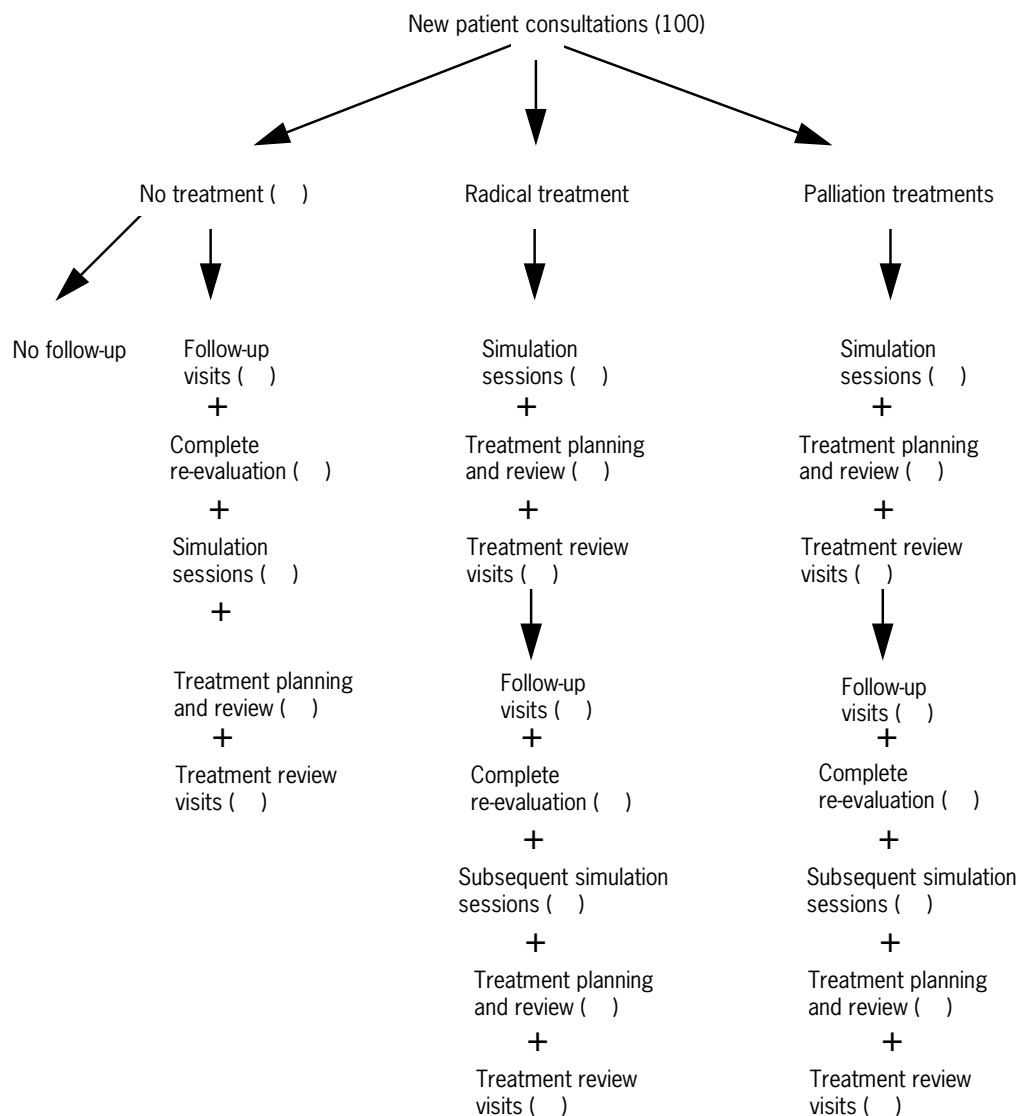 New patient consultations (100)
No treatment (    )
Radical treatment
Palliation treatments
No follow-up
Follow-up
visits (    )
+
Complete
re-evaluation (    )
+
Simulation
sessions (    )
+
Treatment planning
and review (    )
+
Treatment review
visits (    )
Simulation
sessions (    )
+
Treatment planning
and review (    )
+
Treatment review
visits (    )
Follow-up
visits (    )
+
Complete
re-evaluation (    )
+
Subsequent simulation
sessions (    )
+
Treatment planning
and review (    )
+
Treatment review
visits (    )
Simulation
sessions (    )
+
Treatment planning
and review (    )
+
Treatment review
visits (    )
Follow-up
visits (    )
+
Complete
re-evaluation (    )
+
Subsequent simulation
sessions (    )
+
Treatment planning
and review (    )
+
Treatment review
visits (    )